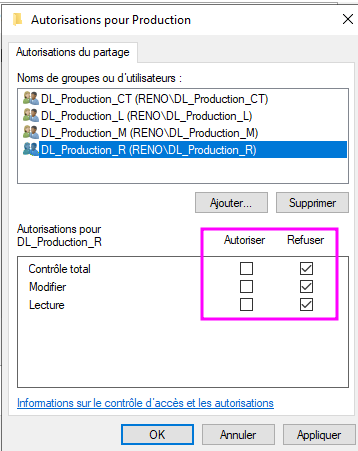 Autorisations pour Production
Autorisations du partage
Noms de groupes ou d'utilisateurs :
DL_Production_CT (RENO\DL_Production_CT)
DL_Production_L (RENO\DL_Production_L)
DL_Production_M (RENO\DL_Production_M)
DL_Production_R (RENO\DL_Production_R)
Ajouter... Supprimer
Autorisations pour
DL_Production_R Autoriser Refuser
Contrôle total
Modifier
Lecture
Informations sur le contrôle d'accès et les autorisations
OK Annuler Appliquer